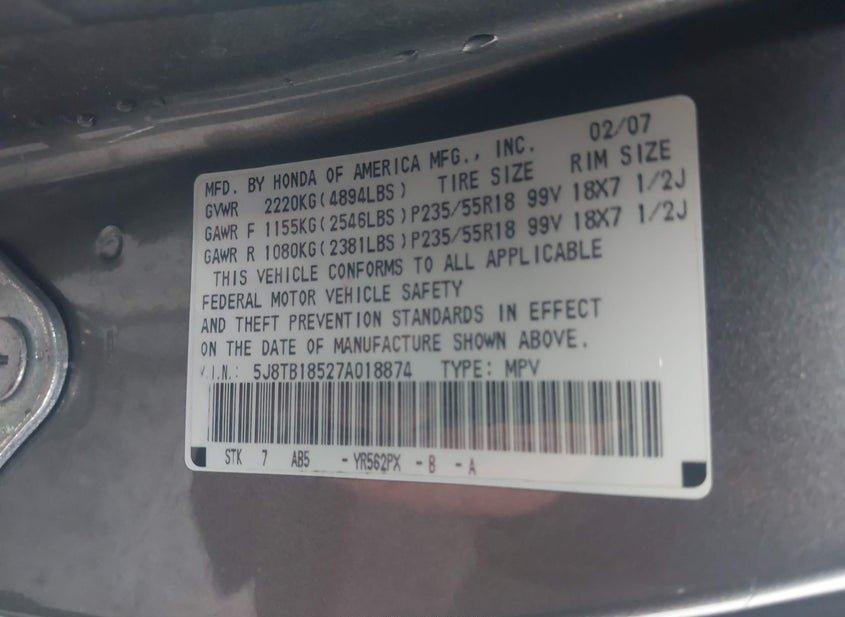 MFD. BY HONDA OF AMERICA MFG., INC. 02/07
GVWR 2220KG(4894LBS) TIRE SIZE RIM SIZE
GAWR F 1155KG(2546LBS)P235/55R18 99V 18X7 1/2J
GAWR R 1080KG(2381LBS)P235/55R18 99V 18X7 1/2J
THIS VEHICLE CONFORMS TO ALL APPLICABLE
FEDERAL MOTOR VEHICLE SAFETY
AND THEFT PREVENTION STANDARDS IN EFFECT
ON THE DATE OF MANUFACTURE SHOWN ABOVE.
V.I.N.: 5J8TB18527A018874 TYPE: MPV
STK 7 AB5 -YR562PX -B -A